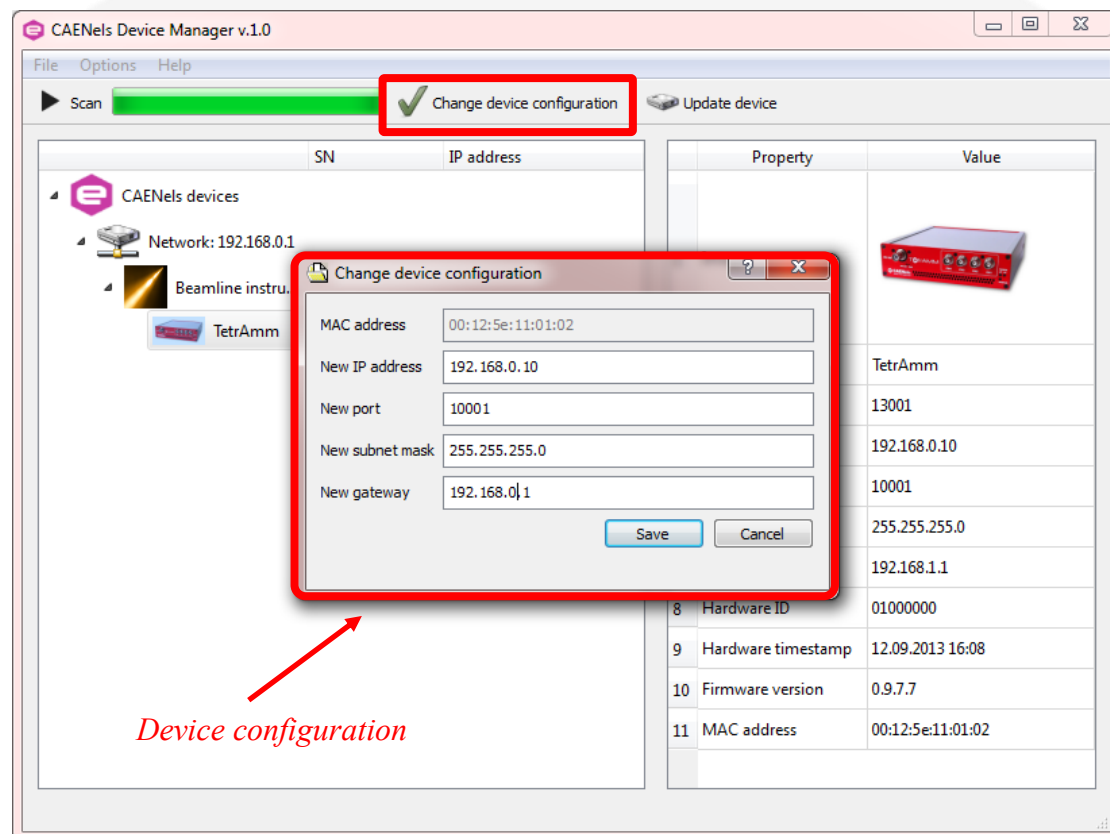 CAENels Device Manager v.1.0
File Options Help
Scan Change device configuration Update device
SN IP address
Property Value
CAENels devices
Network: 192.168.0.1
Beamline instru.
TetrAmm
Change device configuration
MAC address 00:12:5e:11:01:02
New IP address 192.168.0.10
New port 10001
New subnet mask 255.255.255.0
New gateway 192.168.0.1
Save Cancel
TetrAmm
13001
192.168.0.10
10001
255.255.255.0
192.168.1.1
8 Hardware ID 01000000
9 Hardware timestamp 12.09.2013 16:08
10 Firmware version 0.9.7.7
11 MAC address 00:12:5e:11:01:02
Device configuration